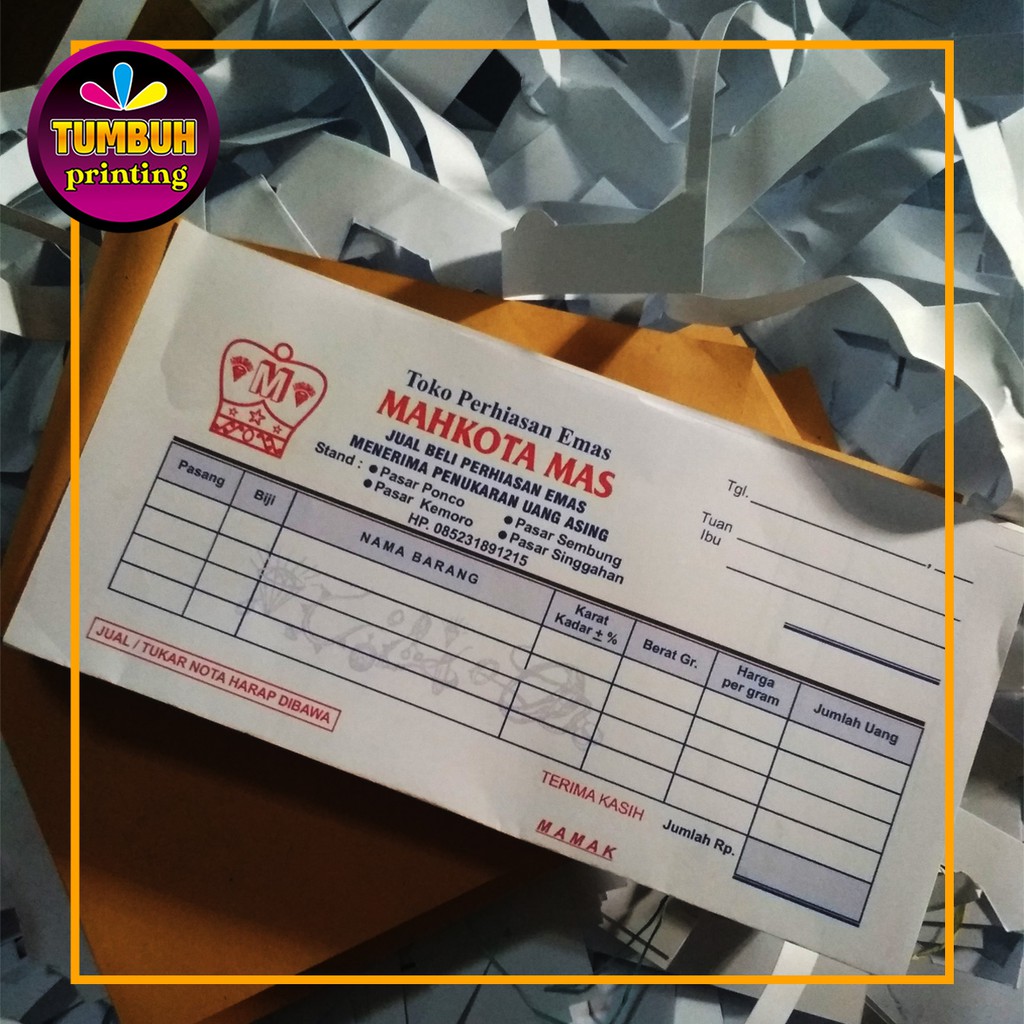 TUMBUH
printing
M
Toko Perhiasan Emas
MAHKOTA MAS
JUAL BELI PERHIASAN EMAS
MENERIMA PENUKARAN UANG ASING
Stand : ● Pasar Ponco ● Pasar Sembung
● Pasar Kemoro ● Pasar Singgahan
HP. 085231891215
Tgl.
Tuan
Ibu
Pasang Biji NAMA BARANG Karat Kadar ± % Berat Gr. Harga per gram Jumlah Uang
JUAL / TUKAR NOTA HARAP DIBAWA
TERIMA KASIH
Jumlah Rp.
MAMAK